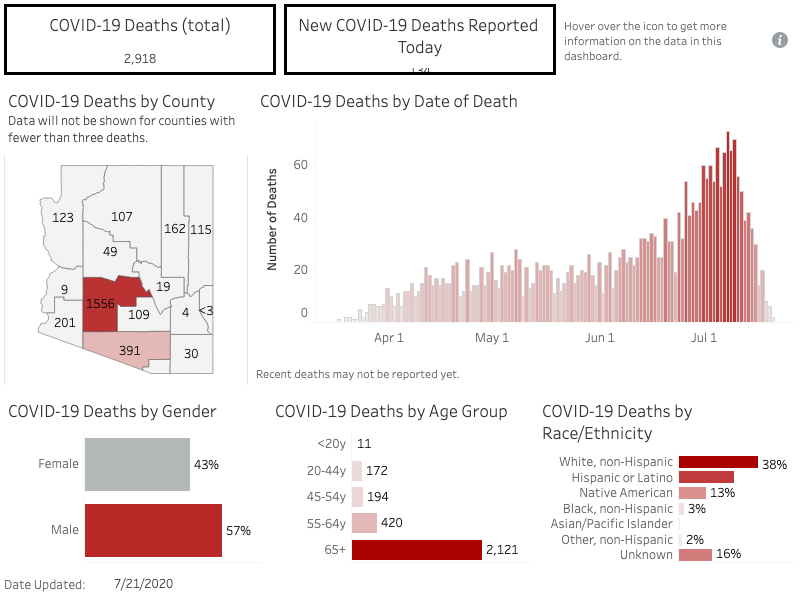 COVID-19 Deaths (total)
2,918
New COVID-19 Deaths Reported
Today
Hover over the icon to get more
information on the data in this
dashboard.
i
COVID-19 Deaths by County
Data will not be shown for counties with
fewer than three deaths.
123
107
162
115
49
9
19
1556
201
109
4
<3
391
30
COVID-19 Deaths by Date of Death
Number of Deaths
60
40
20
0
Apr 1
May 1
Jun 1
Jul 1
Recent deaths may not be reported yet.
COVID-19 Deaths by Gender
Female
43%
Male
57%
COVID-19 Deaths by Age Group
<20y 11
20-44y 172
45-54y 194
55-64y 420
65+ 2,121
COVID-19 Deaths by
Race/Ethnicity
White, non-Hispanic 38%
Hispanic or Latino
Native American 13%
Black, non-Hispanic 3%
Asian/Pacific Islander
Other, non-Hispanic 2%
Unknown 16%
Date Updated: 7/21/2020